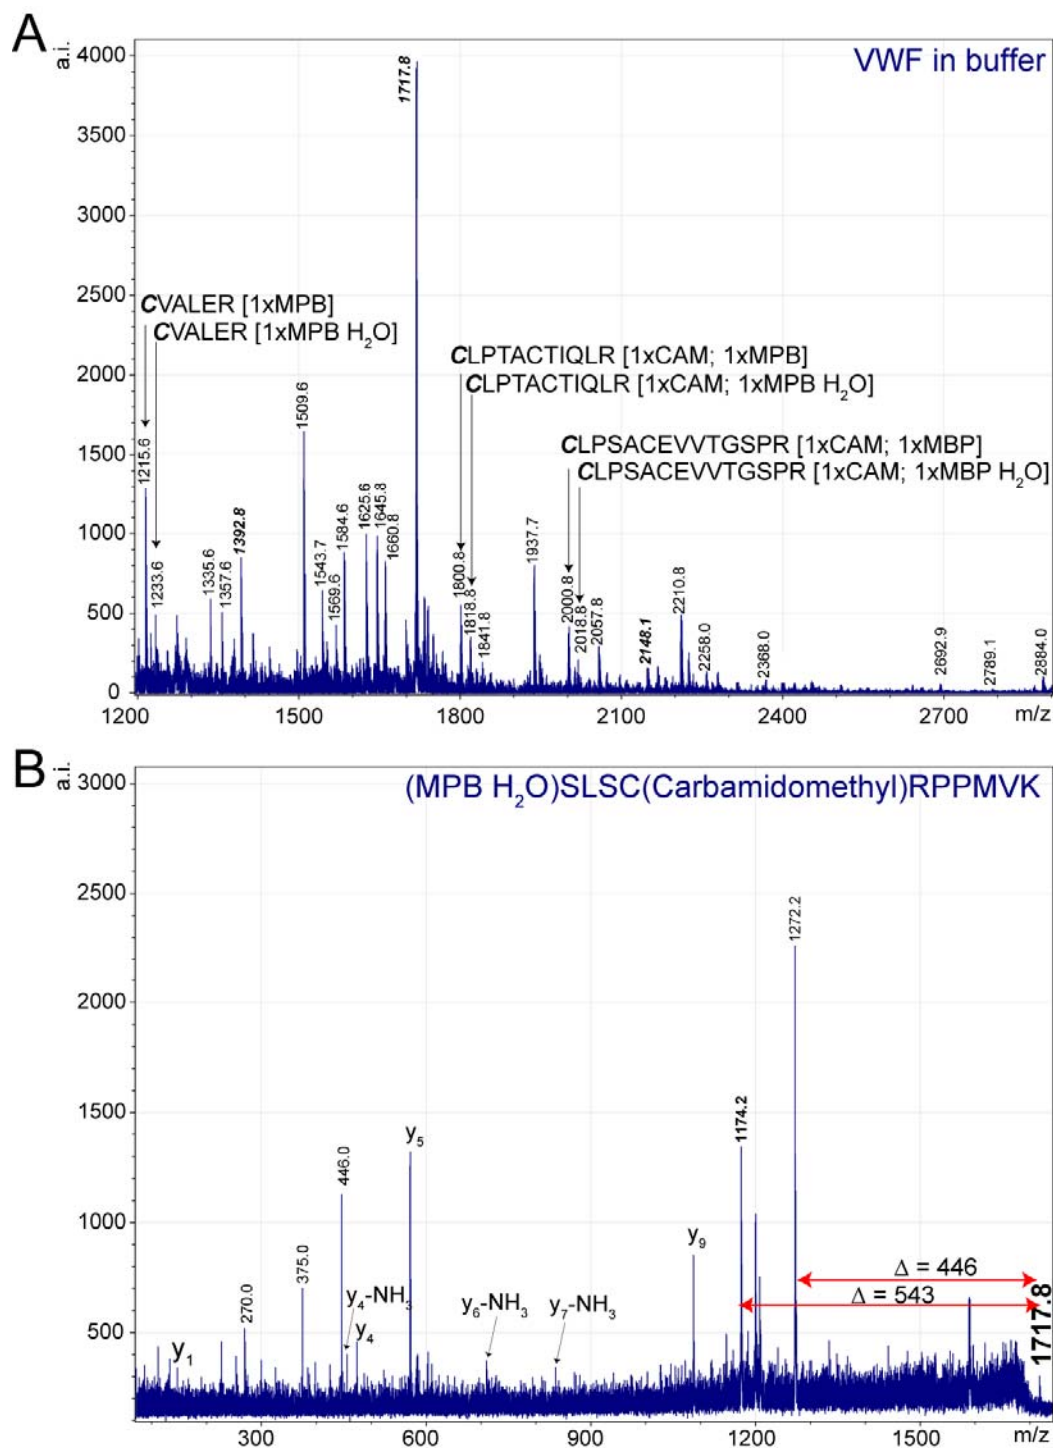 A
a.i.
VWF in buffer
4000
3500
3000
2500
2000
1500
1000
500
0
1717.8
CVALER [1xMPB]
CVALER [1xMPB H₂O]
CLPTACTIQLR [1xCAM; 1xMPB]
CLPTACTIQLR [1xCAM; 1xMPB H₂O]
CLPSACEVVTGSPR [1xCAM; 1xMBP]
CLPSACEVVTGSPR [1xCAM; 1xMBP H₂O]
1215.6
1233.6
1335.6
1357.6
1392.8
1509.6
1543.7
1569.6
1584.6
1625.6
1645.8
1660.8
1800.8
1818.8
1841.8
1937.7
2000.8
2018.8
2057.8
2148.1
2210.8
2258.0
2368.0
2692.9
2789.1
2884.0
1200 1500 1800 2100 2400 2700 m/z
B
a.i.
(MPB H₂O)SLSC(Carbamidomethyl)RPPMVK
3000
2500
2000
1500
1000
500
270.0
375.0
446.0
y₁
y₄-NH₃
y₄
y₅
y₆-NH₃
y₇-NH₃
y₉
1174.2
1272.2
Δ = 446
Δ = 543
1717.8
300 600 900 1200 1500 m/z